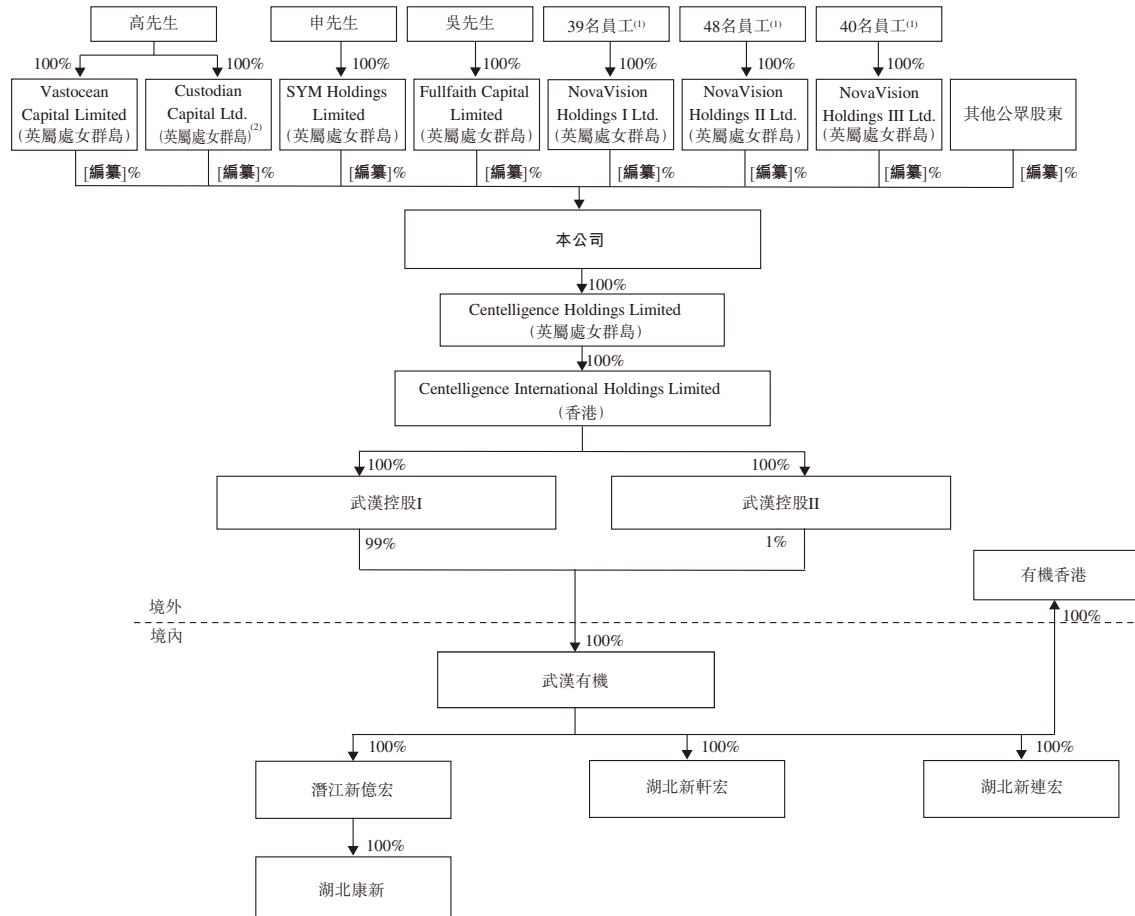 高先生
申先生
吳先生
39名員工(1)
48名員工(1)
40名員工(1)
100%
100%
100%
100%
100%
100%
100%
Vastocean
Capital Limited
(英屬處女群島)
Custodian
Capital Ltd.
(英屬處女群島)(2)
SYM Holdings
Limited
(英屬處女群島)
Fullfaith Capital
Limited
(英屬處女群島)
NovaVision
Holdings I Ltd.
(英屬處女群島)
NovaVision
Holdings II Ltd.
(英屬處女群島)
NovaVision
Holdings III Ltd.
(英屬處女群島)
其他公眾股東
[編纂]%
[編纂]%
[編纂]%
[編纂]%
[編纂]%
[編纂]%
[編纂]%
[編纂]%
本公司
100%
Centelligence Holdings Limited
(英屬處女群島)
100%
Centelligence International Holdings Limited
(香港)
100%
100%
武漢控股I
武漢控股II
99%
1%
有機香港
境外
100%
境內
100%
武漢有機
100%
100%
100%
潛江新億宏
湖北新軒宏
湖北新連宏
100%
湖北康新